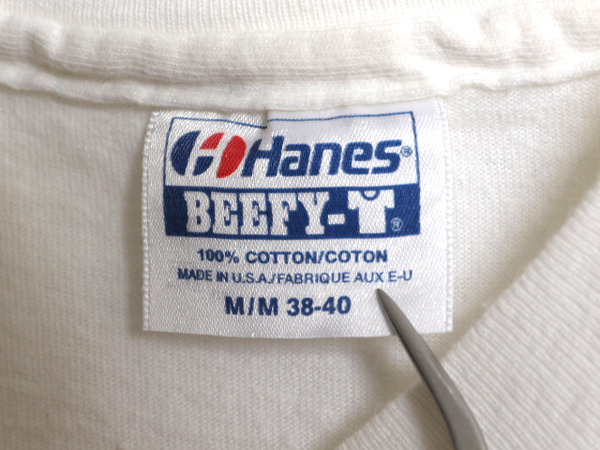 Hanes®
BEEFY-T®
100% COTTON/COTON
MADE IN U.S.A./FABRIQUE AUX E-U
M/M 38-40